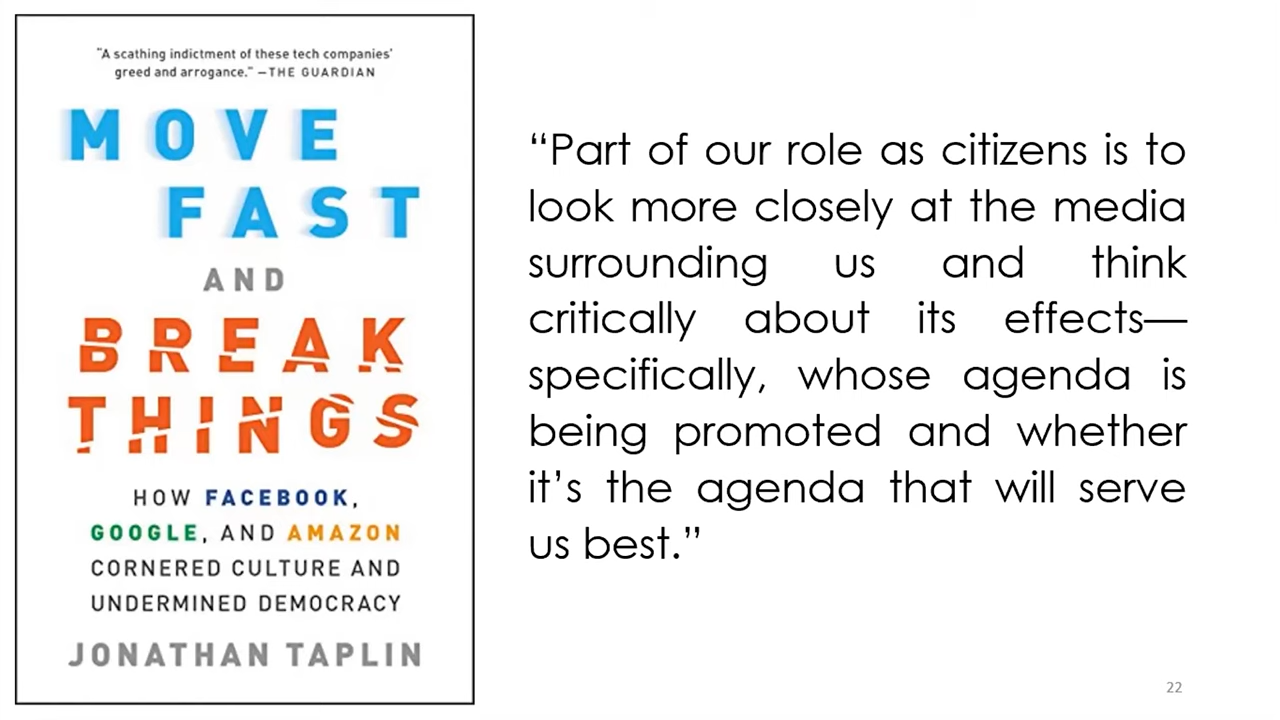 "A scathing indictment of these tech companies'
greed and arrogance." —THE GUARDIAN
MOVE
FAST
AND
BREAK
THINGS
HOW FACEBOOK,
GOOGLE, AND AMAZON
CORNERED CULTURE AND
UNDERMINED DEMOCRACY
JONATHAN TAPLIN
“Part of our role as citizens is to
look more closely at the media
surrounding us and think
critically about its effects—
specifically, whose agenda is
being promoted and whether
it’s the agenda that will serve
us best.”
22